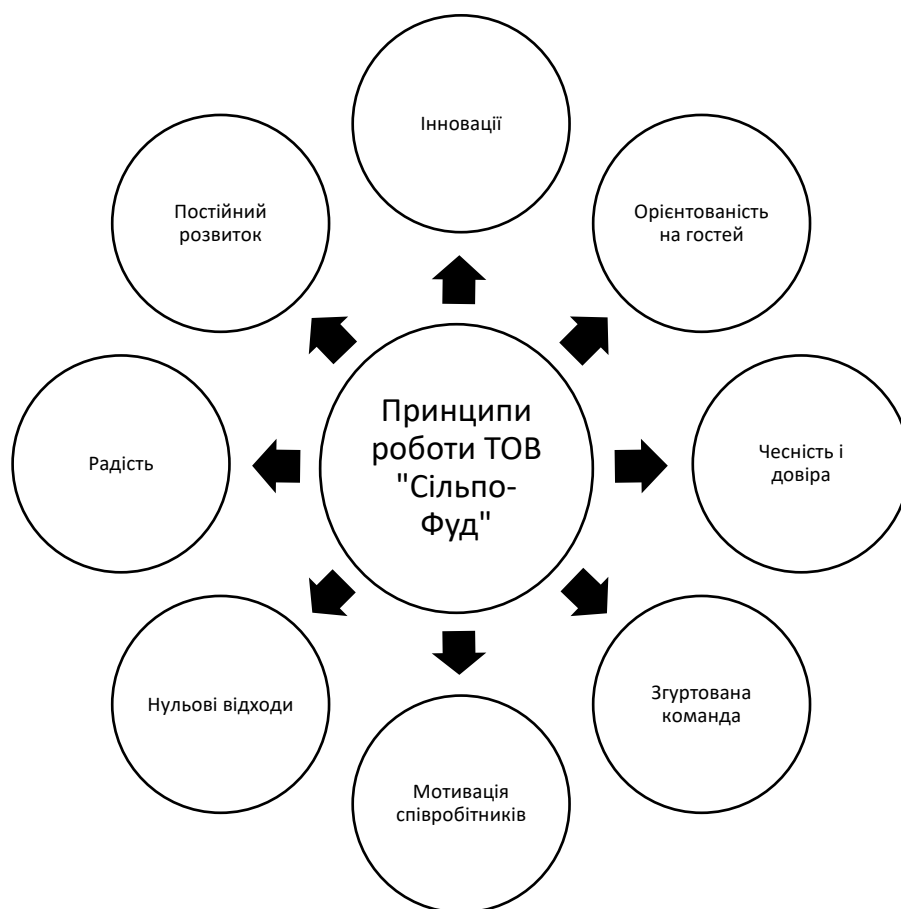 Інновації
Орієнтованість
на гостей
Чесність і
довіра
Згуртована
команда
Мотивація
співробітників
Нульові відходи
Радість
Постійний
розвиток
Принципи
роботи ТОВ
"Сільпо-
Фуд"